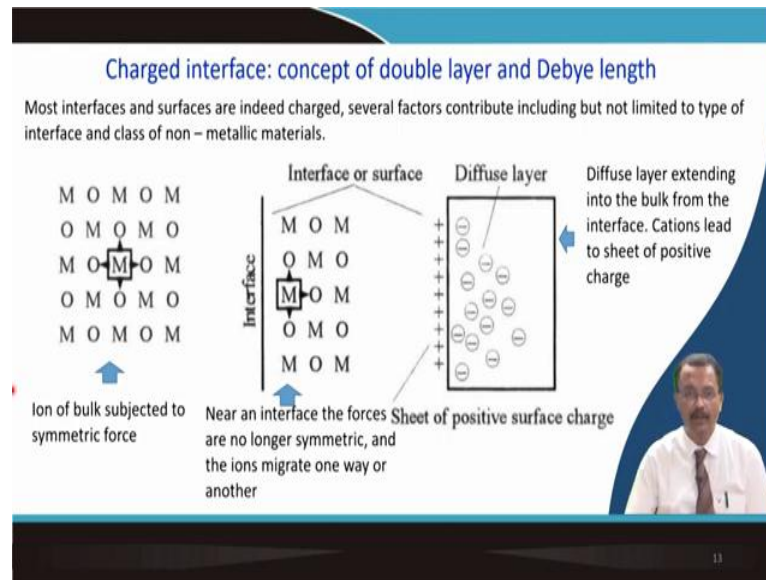 Charged interface: concept of double layer and Debye length
Most interfaces and surfaces are indeed charged, several factors contribute including but not limited to type of
interface and class of non – metallic materials.
M O M O M
O M O M O
M O M O M
O M O M O
M O M O M
Ion of bulk subjected to
symmetric force
Interface or surface
Interface
M O M
O M O
M O M
O M O
M O M
Near an interface the forces
are no longer symmetric, and
the ions migrate one way or
another
Diffuse layer
+
+
+
+
+
+
+
+
+
+
Sheet of positive surface charge
Diffuse layer extending
into the bulk from the
interface. Cations lead
to sheet of positive
charge
13